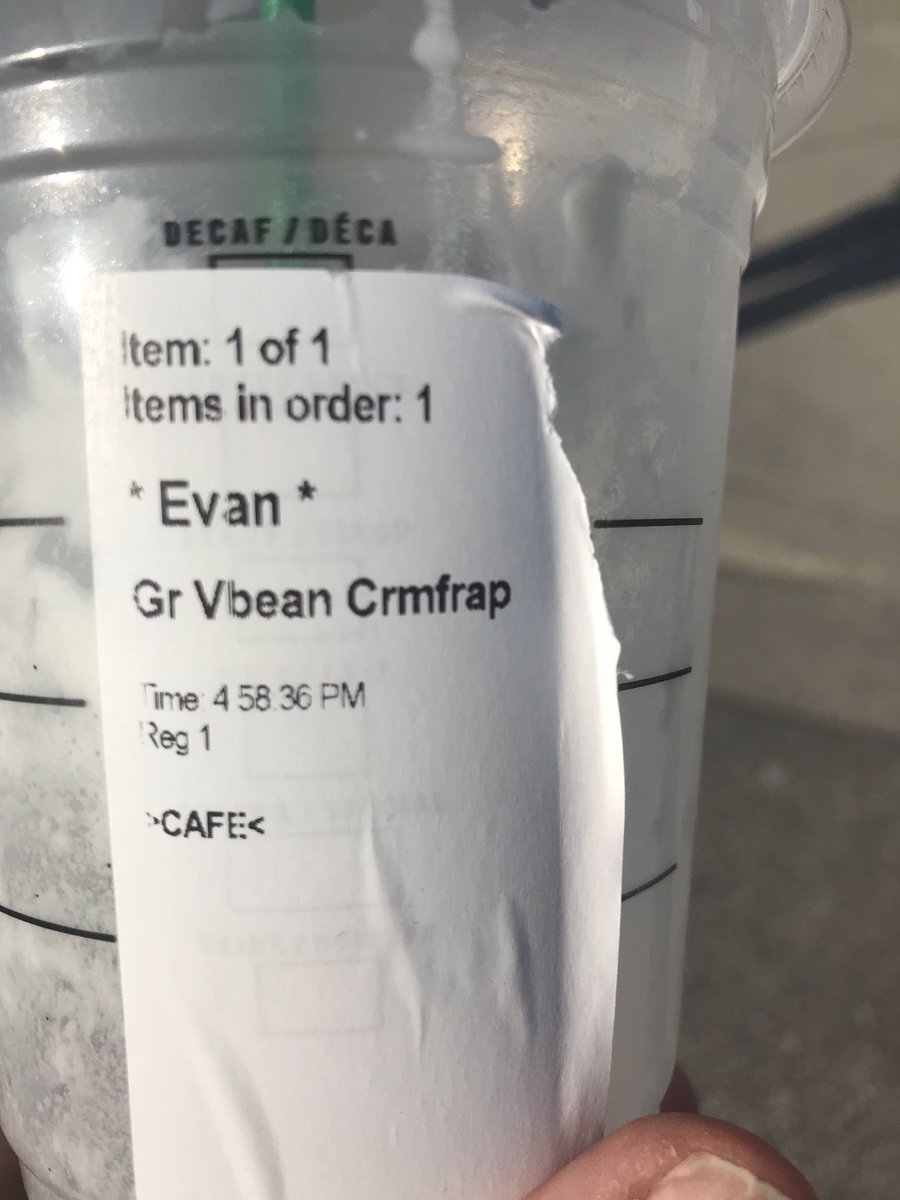 DECAF / DÉCA
Item: 1 of 1
Items in order: 1
* Evan *
Gr Vbean Crmfrap
Time: 4:58:36 PM
Reg 1
>CAFE<